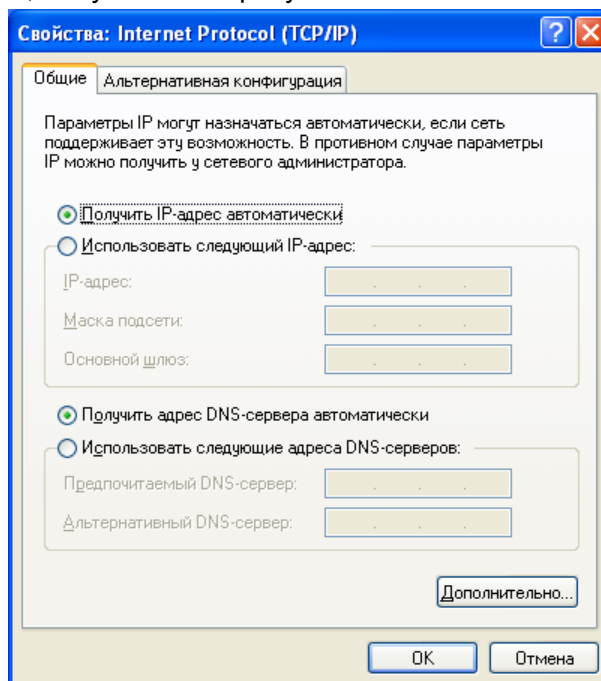 Свойства: Internet Protocol (TCP/IP)
Общие
Альтернативная конфигурация
Параметры IP могут назначаться автоматически, если сеть
поддерживает эту возможность. В противном случае параметры
IP можно получить у сетевого администратора.
Получить IP-адрес автоматически
Использовать следующий IP-адрес:
IP-адрес:
Маска подсети:
Основной шлюз:
Получить адрес DNS-сервера автоматически
Использовать следующие адреса DNS-серверов:
Предпочитаемый DNS-сервер:
Альтернативный DNS-сервер:
Дополнительно...
OK
Отмена